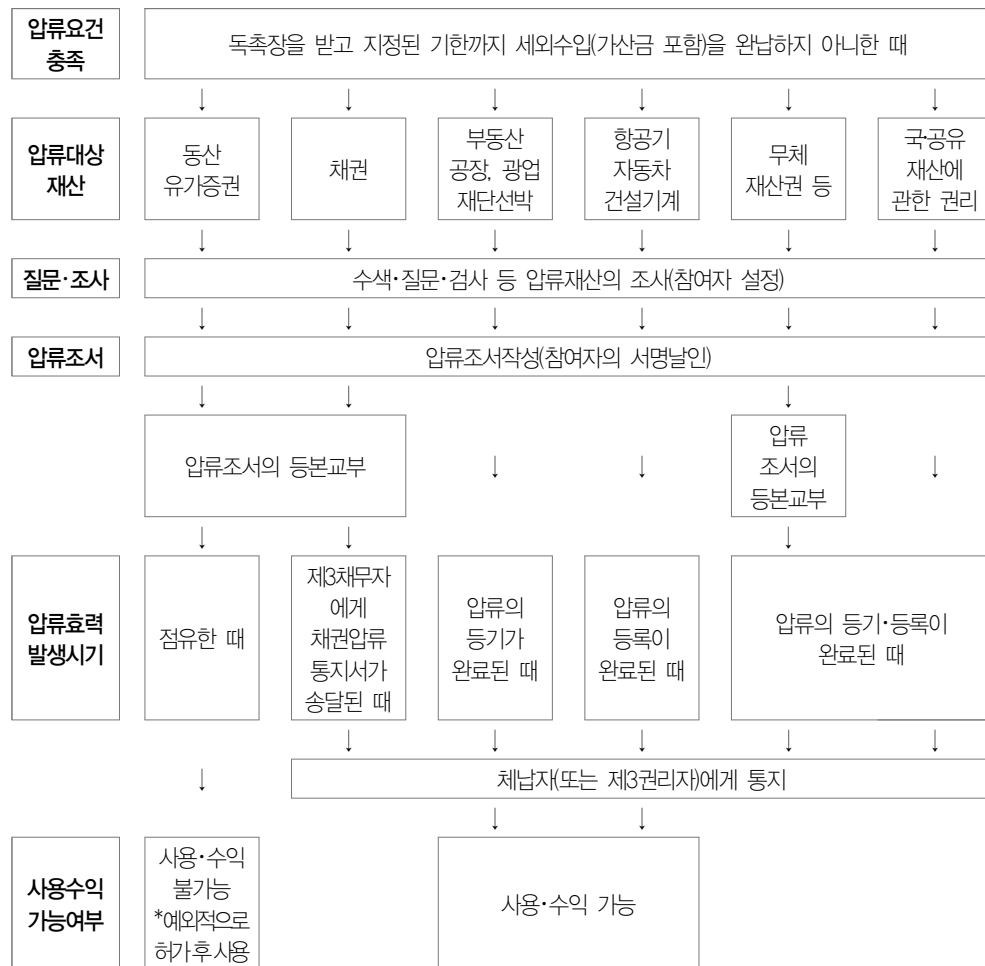 압류요건
충족
독촉장을 받고 지정된 기한까지 세외수입(가산금 포함)을 완납하지 아니한 때
↓ ↓ ↓ ↓ ↓ ↓
압류대상
재산
동산
유가증권
채권
부동산
공장, 광업
재단선박
항공기
자동차
건설기계
무체
재산권 등
국·공유
재산에
관한 권리
↓ ↓ ↓ ↓ ↓ ↓
질문·조사
수색·질문·검사 등 압류재산의 조사(참여자 설정)
↓ ↓ ↓ ↓ ↓ ↓
압류조서
압류조서작성(참여자의 서명날인)
↓ ↓ ↓
압류조서의 등본교부
↓ ↓
압류
조서의
등본교부
↓
↓ ↓ ↓
압류효력
발생시기
점유한 때
제3채무자
에게
채권압류
통지서가
송달된 때
압류의
등기가
완료된 때
압류의
등록이
완료된 때
압류의 등기·등록이
완료된 때
↓ ↓ ↓ ↓ ↓
↓
체납자(또는 제3권리자)에게 통지
↓ ↓
사용수익
가능여부
사용·수익
불가능
*예외적으로
허가 후 사용
사용·수익 가능